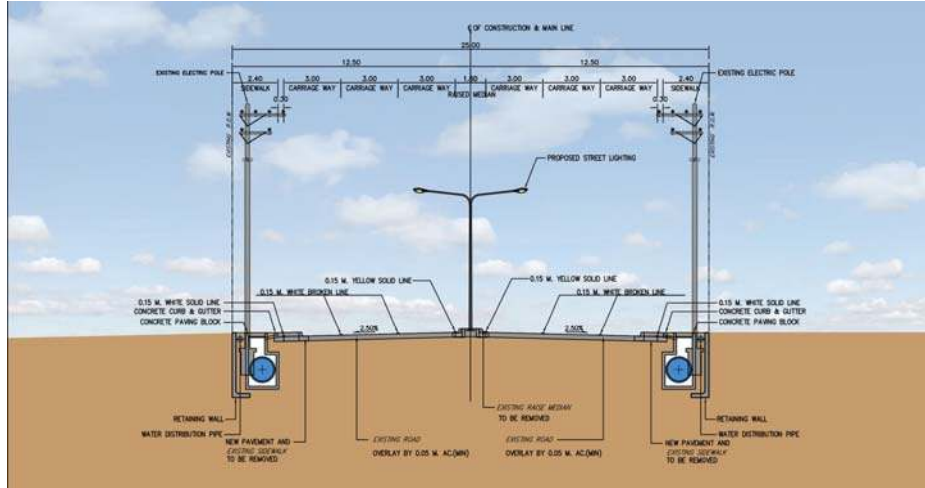 ℄ OF CONSTRUCTION & MAIN LINE
25.00
12.50 12.50
EXISTING ELECTRIC POLE EXISTING ELECTRIC POLE
2.40 3.00 3.00 3.00 1.80 3.00 3.00 3.00 2.40
SIDEWALK CARRIAGE WAY CARRIAGE WAY CARRIAGE WAY RAISED MEDIAN CARRIAGE WAY CARRIAGE WAY CARRIAGE WAY SIDEWALK
0.30 0.30
EXISTING R.O.W. EXISTING R.O.W.
PROPOSED STREET LIGHTING
0.15 M. YELLOW SOLID LINE 0.15 M. YELLOW SOLID LINE
0.15 M. WHITE BROKEN LINE 0.15 M. WHITE BROKEN LINE
0.15 M. WHITE SOLID LINE 0.15 M. WHITE SOLID LINE
CONCRETE CURB & GUTTER CONCRETE CURB & GUTTER
CONCRETE PAVING BLOCK CONCRETE PAVING BLOCK
2.50% 2.50%
EXISTING RAISE MEDIAN
TO BE REMOVED
RETAINING WALL RETAINING WALL
WATER DISTRIBUTION PIPE WATER DISTRIBUTION PIPE
NEW PAVEMENT AND EXISTING ROAD EXISTING ROAD NEW PAVEMENT AND
EXISTING SIDEWALK OVERLAY BY 0.05 M. AC.(MIN) OVERLAY BY 0.05 M. AC.(MIN) EXISTING SIDEWALK
TO BE REMOVED TO BE REMOVED